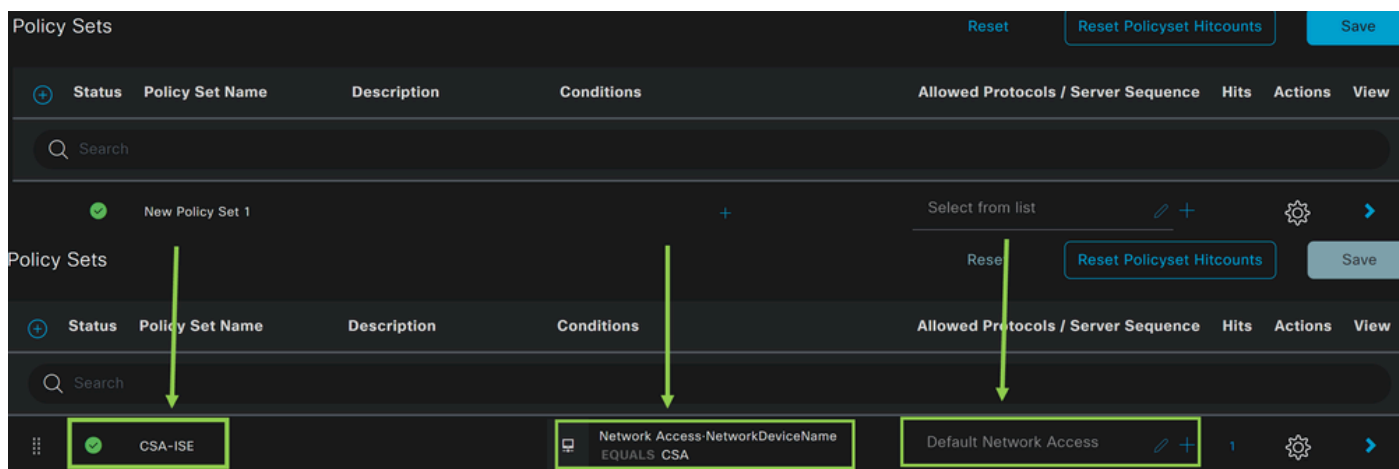 Policy Sets Reset Reset Policyset Hitcounts Save
Status Policy Set Name Description Conditions Allowed Protocols / Server Sequence Hits Actions View
Search
New Policy Set 1 Select from list
Policy Sets Reset Reset Policyset Hitcounts Save
Status Policy Set Name Description Conditions Allowed Protocols / Server Sequence Hits Actions View
Search
CSA-ISE Network Access·NetworkDeviceName Default Network Access 1
EQUALS CSA